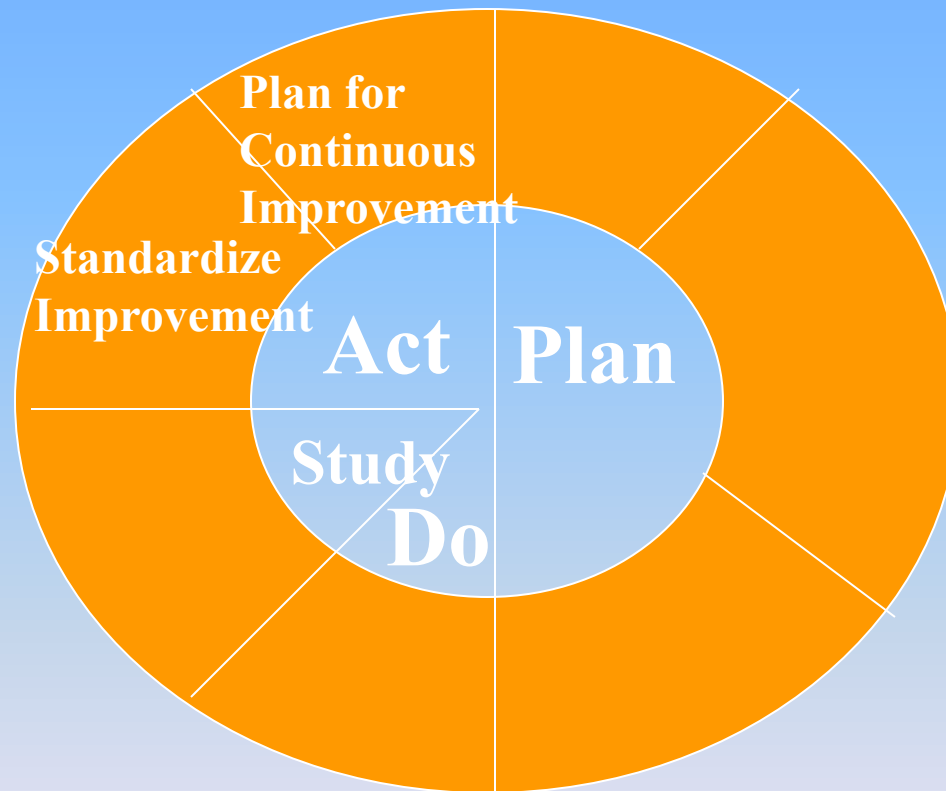 Plan for
Continuous
Improvement
Standardize
Improvement
Act
Plan
Study
Do